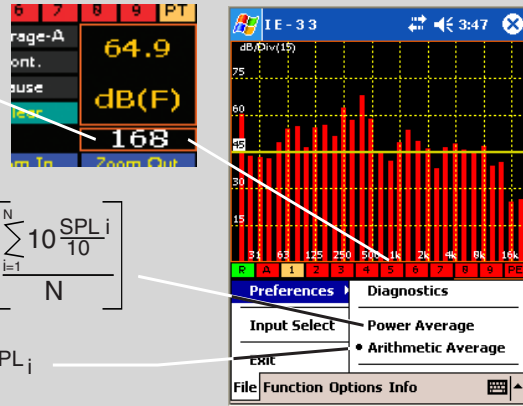 6 7 8 9 PT
rage-A
64.9
ont.
ause
dB(F)
lear
168
m In Zoom Out
N
∑ 10 SPL i / 10
i=1
N
PL i
IE-33 3:47
dB/Div(15)
75
60
45
30
15
31 63 125 250 500 1k 2k 4k 8k 16k
R A 1 2 3 4 5 6 7 8 9 PE
Preferences Diagnostics
Input Select Power Average
• Arithmetic Average
Exit
File Function Options Info